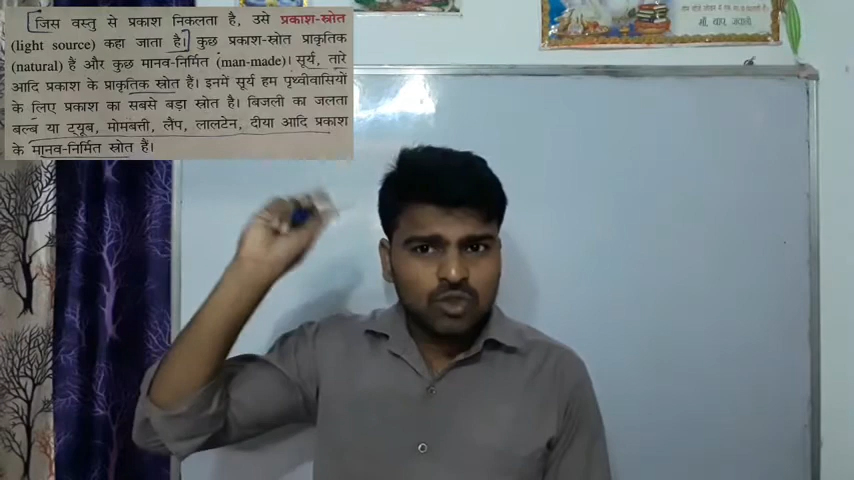 जिस वस्तु से प्रकाश निकलता है, उसे प्रकाश-स्रोत
(light source) कहा जाता है। कुछ प्रकाश-स्रोत प्राकृतिक
(natural) हैं और कुछ मानव-निर्मित (man-made)। सूर्य, तारे
आदि प्रकाश के प्राकृतिक स्रोत हैं। इनमें सूर्य हम पृथ्वीवासियों
के लिए प्रकाश का सबसे बड़ा स्रोत है। बिजली का जलता
बल्ब या ट्यूब, मोमबत्ती, लैंप, लालटेन, दीया आदि प्रकाश
के मानव-निर्मित स्रोत हैं।